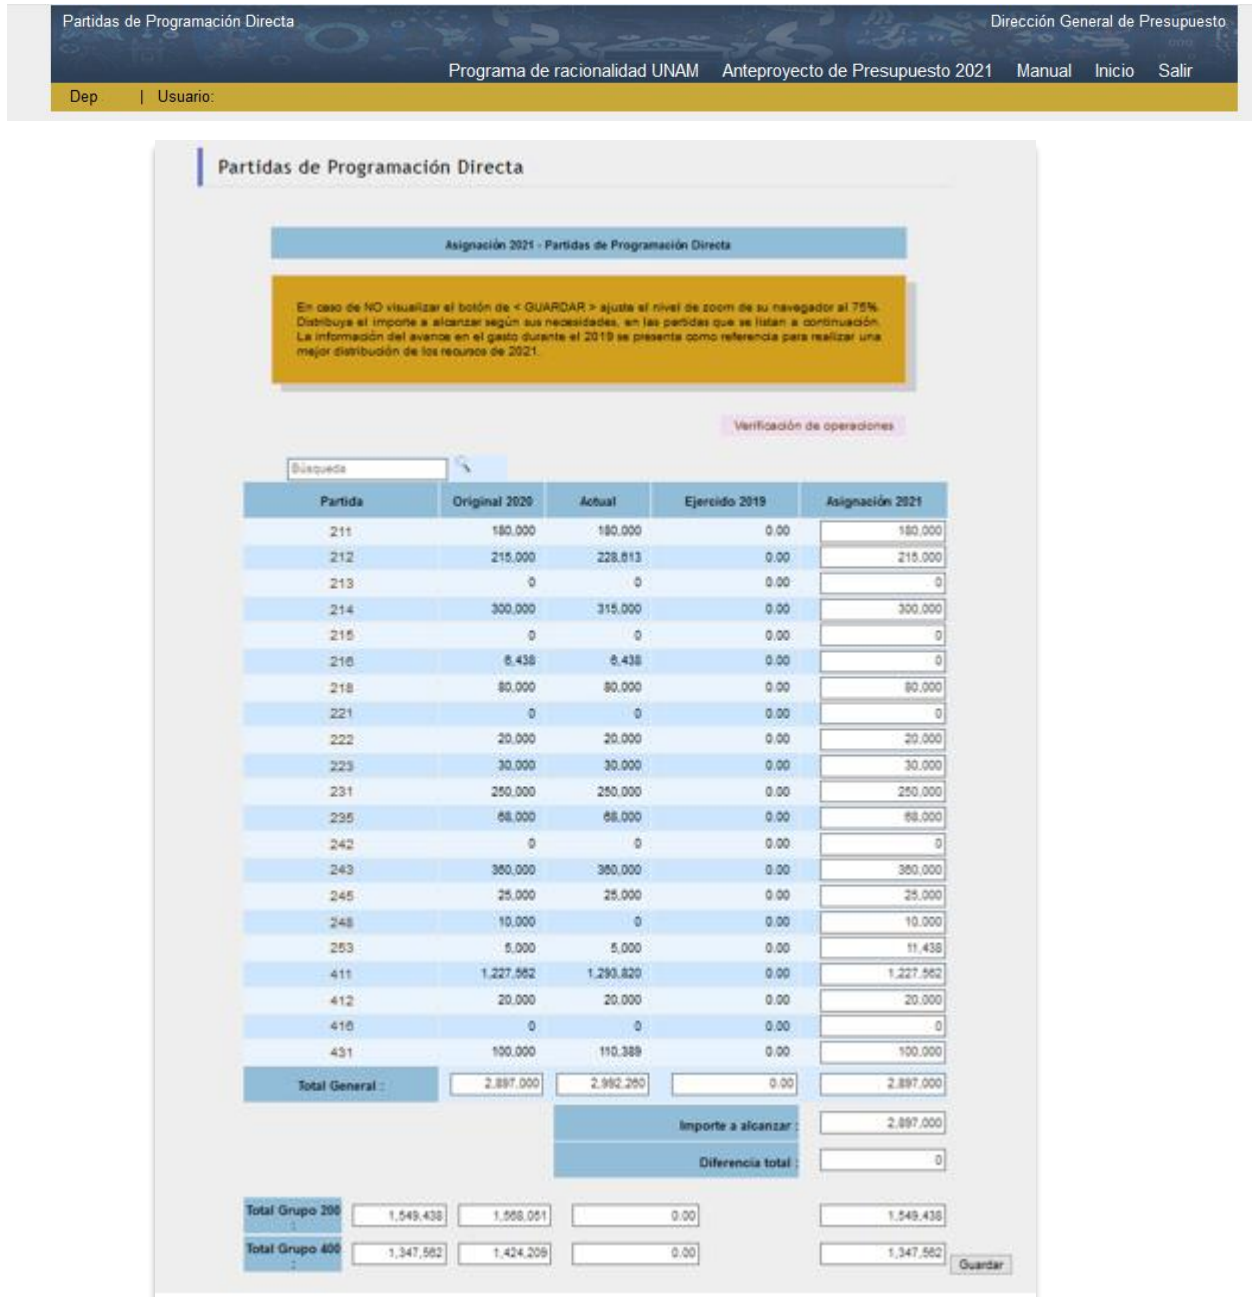 Partidas de Programación Directa
Dirección General de Presupuesto
Programa de racionalidad UNAM Anteproyecto de Presupuesto 2021 Manual Inicio Salir
Dep | Usuario:
Partidas de Programación Directa
Asignación 2021 - Partidas de Programación Directa
En caso de NO visualizar el botón de < GUARDAR > ajuste el nivel de zoom de su navegador al 75%.
Distribuya el importe a alcanzar según sus necesidades, en las partidas que se listan a continuación.
La información del avance en el gasto durante el 2019 se presenta como referencia para realizar una
mejor distribución de los recursos de 2021.
Verificación de operaciones
Búsqueda
Partida Original 2020 Actual Ejercido 2019 Asignación 2021
211 180,000 180,000 0.00 180,000
212 215,000 228,613 0.00 215,000
213 0 0 0.00 0
214 300,000 315,000 0.00 300,000
215 0 0 0.00 0
216 6,438 6,438 0.00 0
218 80,000 80,000 0.00 80,000
221 0 0 0.00 0
222 20,000 20,000 0.00 20,000
223 30,000 30,000 0.00 30,000
231 250,000 250,000 0.00 250,000
235 68,000 68,000 0.00 68,000
242 0 0 0.00 0
243 360,000 360,000 0.00 360,000
245 25,000 25,000 0.00 25,000
248 10,000 0 0.00 10,000
253 5,000 5,000 0.00 11,438
411 1,227,562 1,293,820 0.00 1,227,562
412 20,000 20,000 0.00 20,000
416 0 0 0.00 0
431 100,000 110,389 0.00 100,000
Total General : 2,897,000 2,992,260 0.00 2,897,000
Importe a alcanzar : 2,897,000
Diferencia total : 0
Total Grupo 200 : 1,549,438 1,568,051 0.00 1,549,438
Total Grupo 400 : 1,347,562 1,424,209 0.00 1,347,562
Guardar